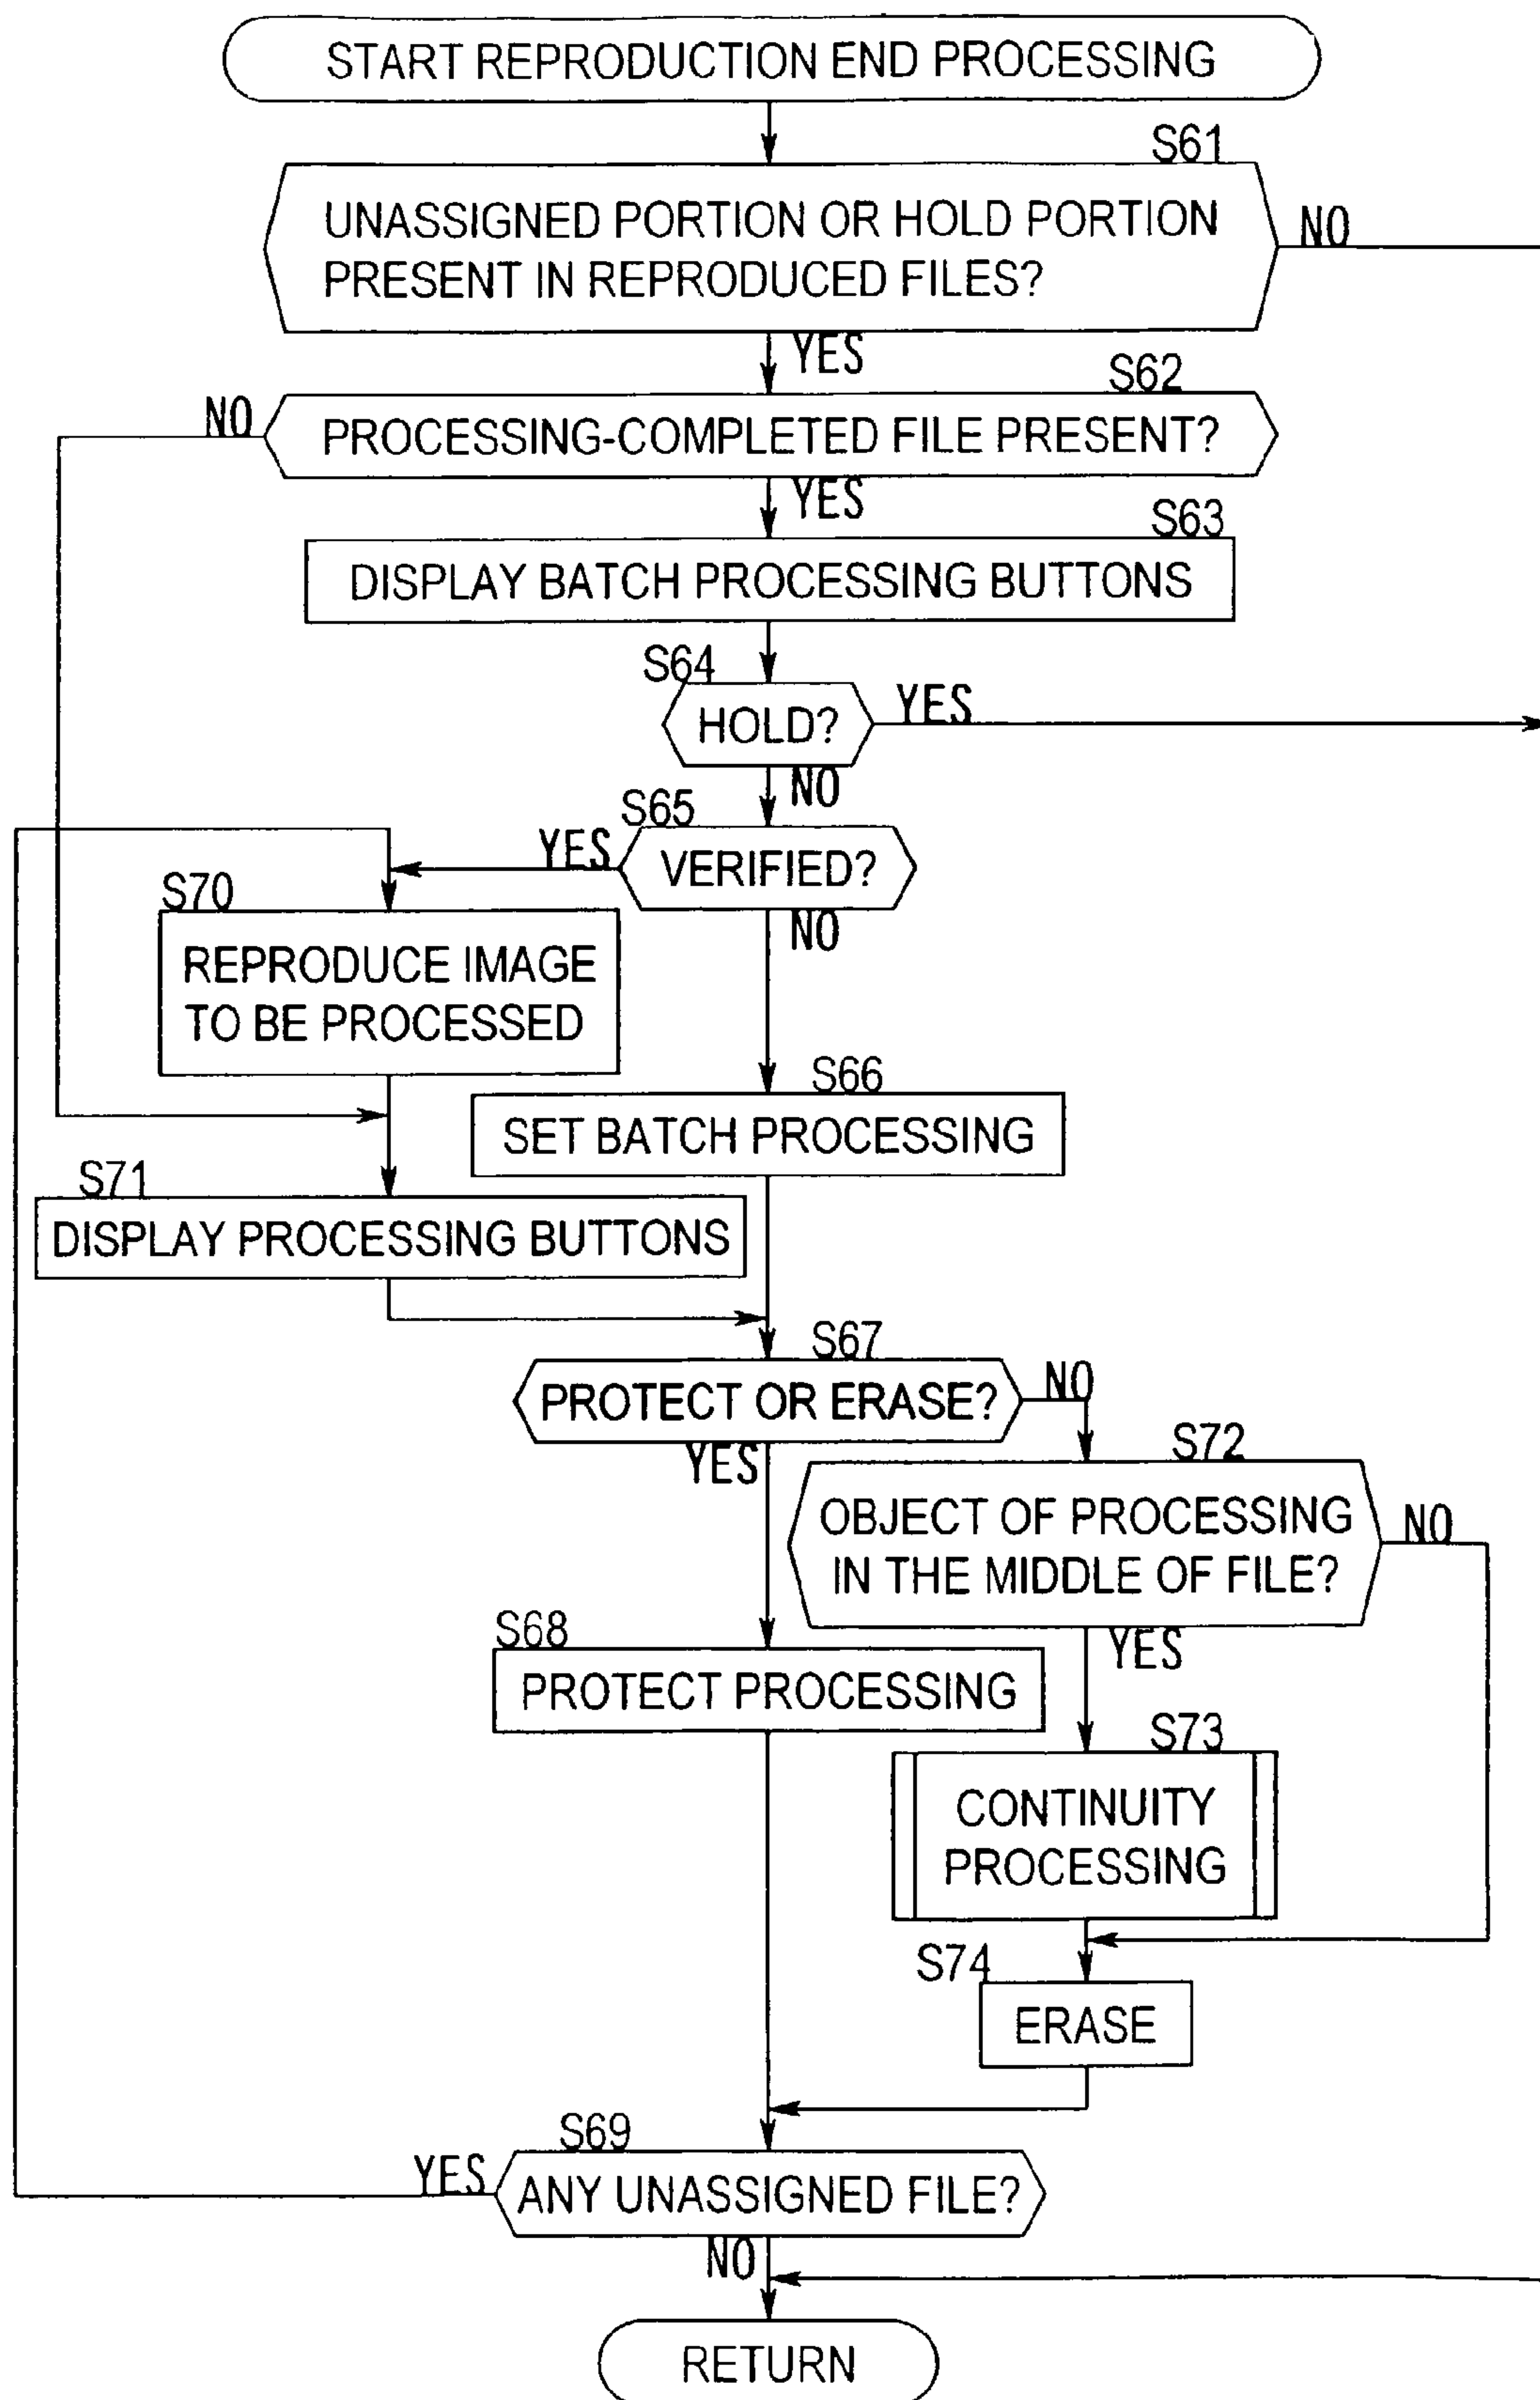 START REPRODUCTION END PROCESSING
S61
UNASSIGNED PORTION OR HOLD PORTION
PRESENT IN REPRODUCED FILES?
NO
YES
S62
NO
PROCESSING-COMPLETED FILE PRESENT?
YES
S63
DISPLAY BATCH PROCESSING BUTTONS
S64
HOLD?
YES
NO
S65
YES
VERIFIED?
NO
S70
REPRODUCE IMAGE
TO BE PROCESSED
S66
SET BATCH PROCESSING
S71
DISPLAY PROCESSING BUTTONS
S67
PROTECT OR ERASE?
NO
YES
S72
OBJECT OF PROCESSING
IN THE MIDDLE OF FILE?
NO
YES
S68
PROTECT PROCESSING
S73
CONTINUITY
PROCESSING
S74
ERASE
S69
YES
ANY UNASSIGNED FILE?
NO
RETURN